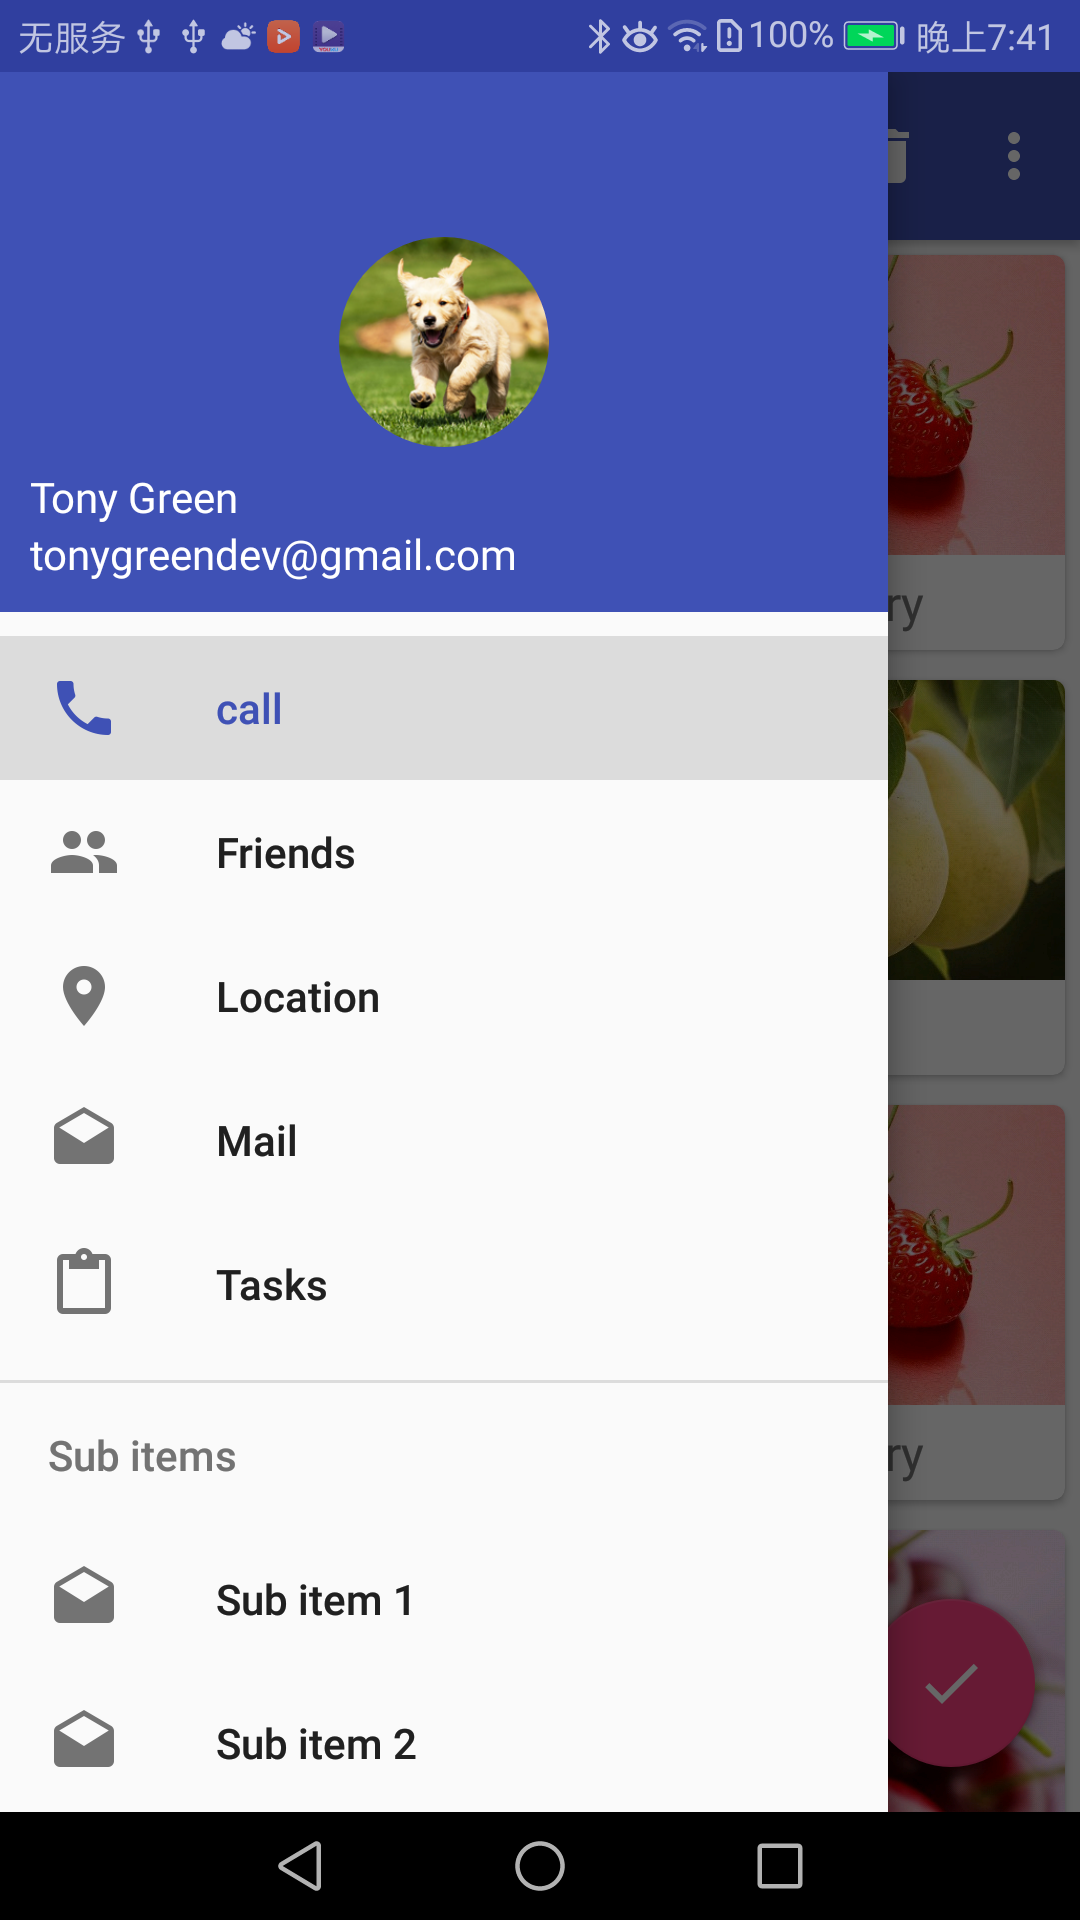 无服务 100% 晚上7:41
Tony Green
tonygreendev@gmail.com
call
Friends
Location
Mail
Tasks
Sub items
Sub item 1
Sub item 2
ry
ry